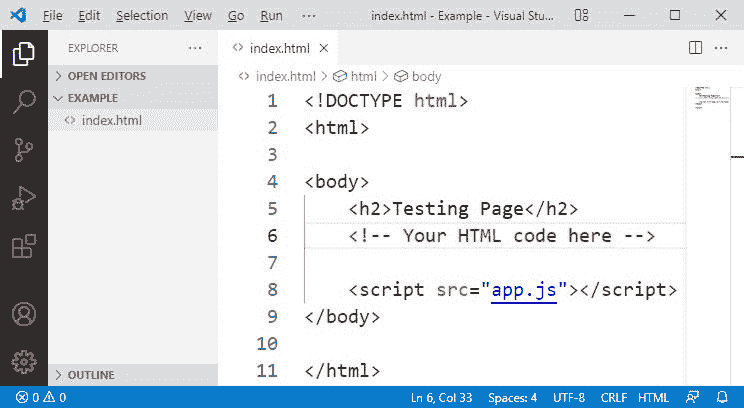 File Edit Selection View Go Run ··· index.html - Example - Visual Stu...
EXPLORER ···
OPEN EDITORS
EXAMPLE
<> index.html
<> index.html ×
<> index.html > html > body
1 <!DOCTYPE html>
2 <html>
3
4 <body>
5 <h2>Testing Page</h2>
6 <!-- Your HTML code here -->
7
8 <script src="app.js"></script>
9 </body>
10
11 </html>
OUTLINE
0 0 Ln 6, Col 33 Spaces: 4 UTF-8 CRLF HTML